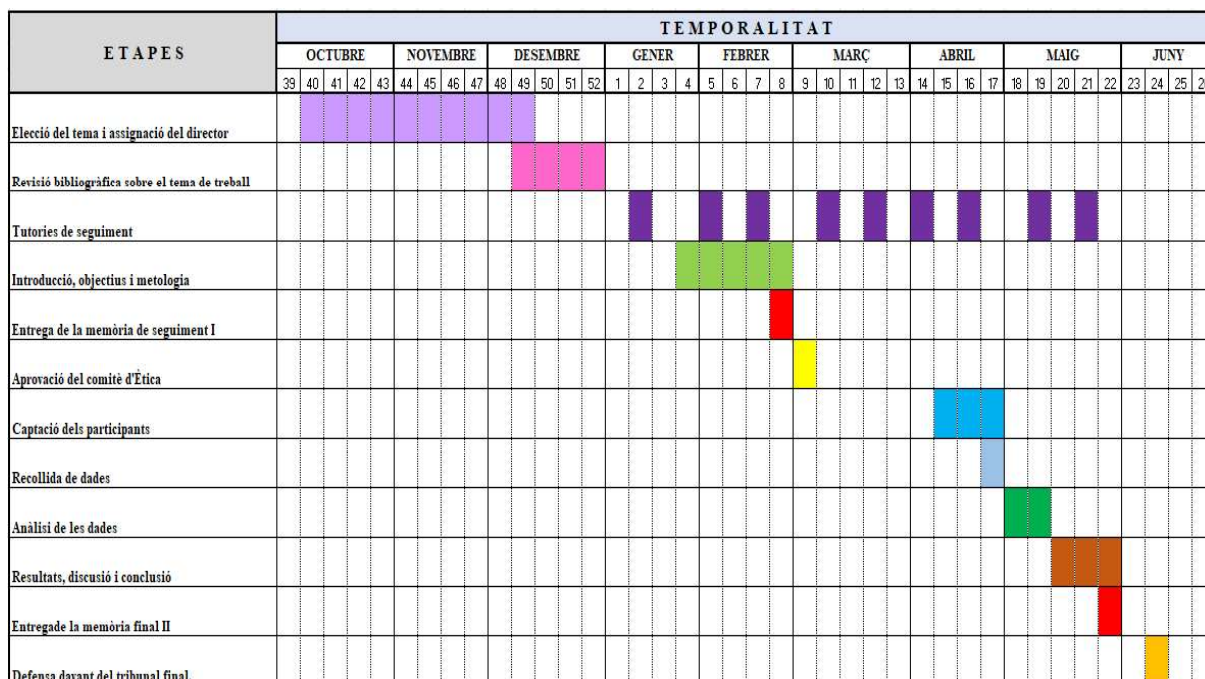 TEMPORALITAT
ETAPES
OCTUBRE NOVEMBRE DESEMBRE GENER FEBRER MARÇ ABRIL MAIG JUNY
39 40 41 42 43 44 45 46 47 48 49 50 51 52 1 2 3 4 5 6 7 8 9 10 11 12 13 14 15 16 17 18 19 20 21 22 23 24 25
Elecció del tema i assignació del director
Revisió bibliogràfica sobre el tema de treball
Tutories de seguiment
Introducció, objectius i metologia
Entrega de la memòria de seguiment I
Aprovació del comitè d'Ètica
Captació dels participants
Recollida de dades
Anàlisi de les dades
Resultats, discusió i conclusió
Entregade la memòria final II
Defensa davant del tribunal final.